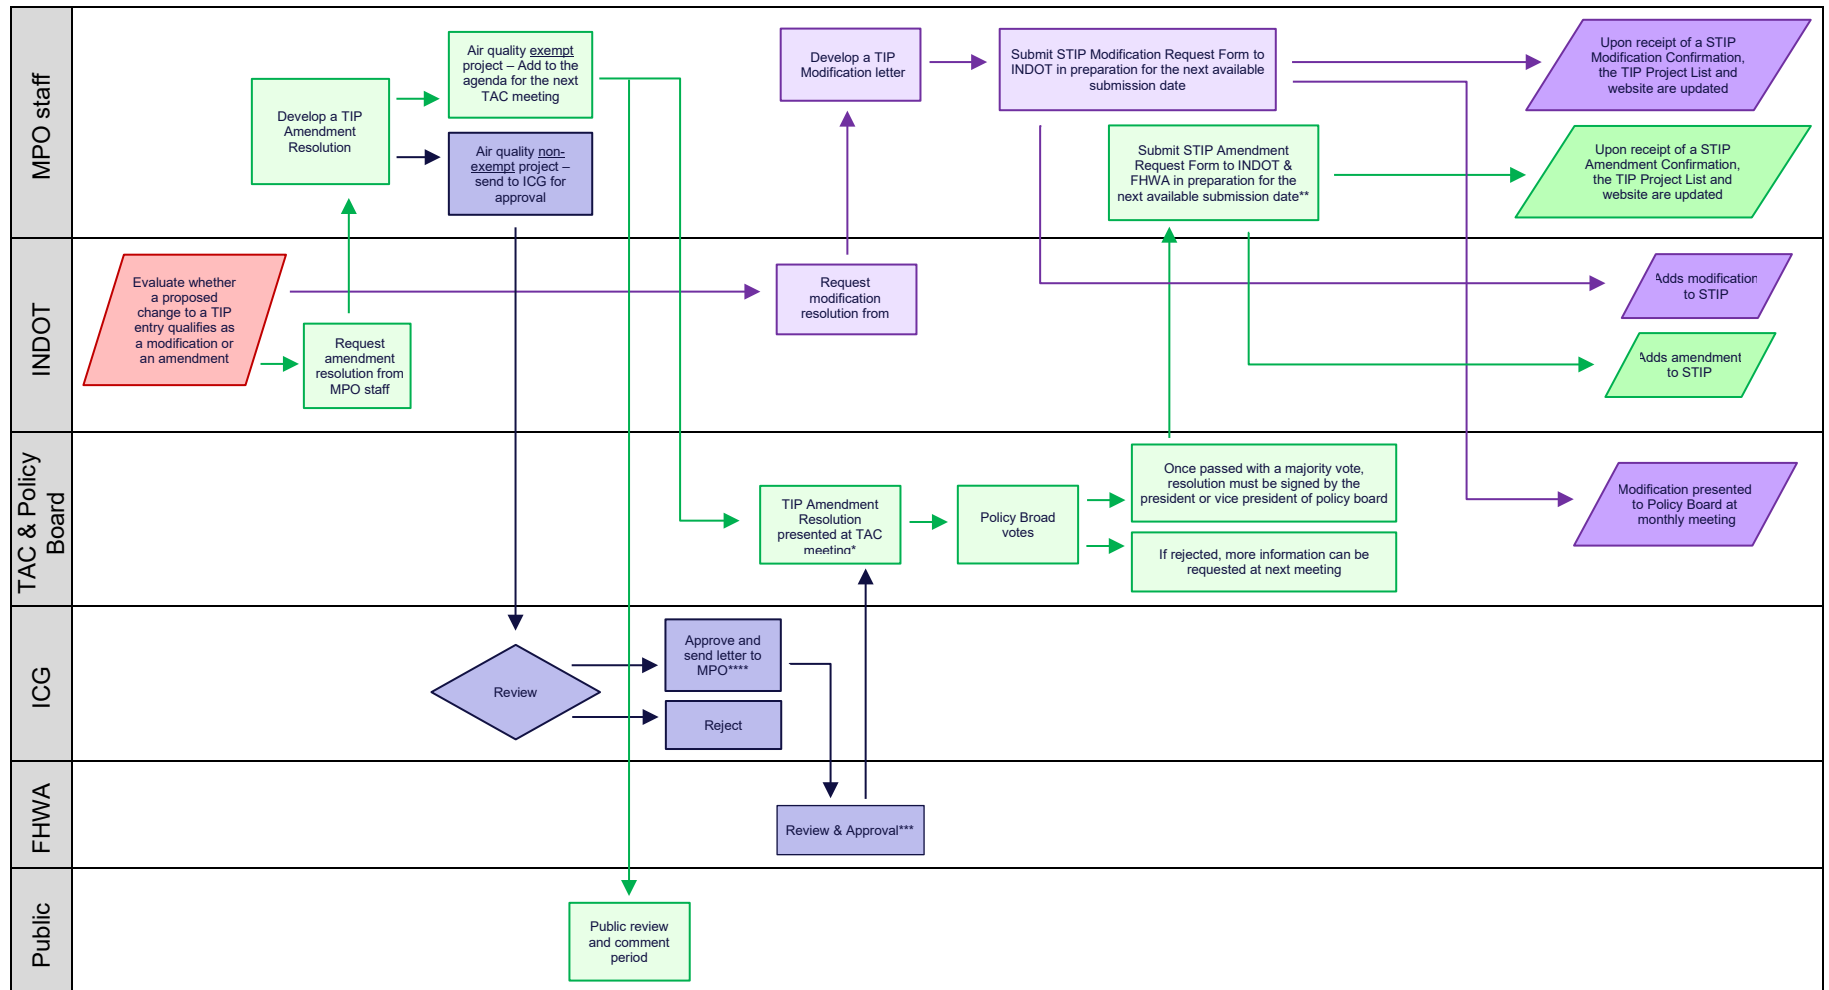 MPO staff
Develop a TIP
Amendment
Resolution
Air quality exempt
project – Add to the
agenda for the next
TAC meeting
Air quality non-
exempt project –
send to ICG for
approval
Develop a TIP
Modification letter
Submit STIP Modification Request Form to
INDOT in preparation for the next available
submission date
Submit STIP Amendment
Request Form to INDOT &
FHWA in preparation for the
next available submission date**
Upon receipt of a STIP
Modification Confirmation,
the TIP Project List and
website are updated
Upon receipt of a STIP
Amendment Confirmation,
the TIP Project List and
website are updated
INDOT
Evaluate whether
a proposed
change to a TIP
entry qualifies as
a modification or
an amendment
Request
amendment
resolution from
MPO staff
Request
modification
resolution from
Adds modification
to STIP
Adds amendment
to STIP
TAC & Policy
Board
TIP Amendment
Resolution
presented at TAC
meeting*
Policy Broad
votes
Once passed with a majority vote,
resolution must be signed by the
president or vice president of policy board
If rejected, more information can be
requested at next meeting
Modification presented
to Policy Board at
monthly meeting
ICG
Review
Approve and
send letter to
MPO****
Reject
FHWA
Review & Approval***
Public
Public review
and comment
period